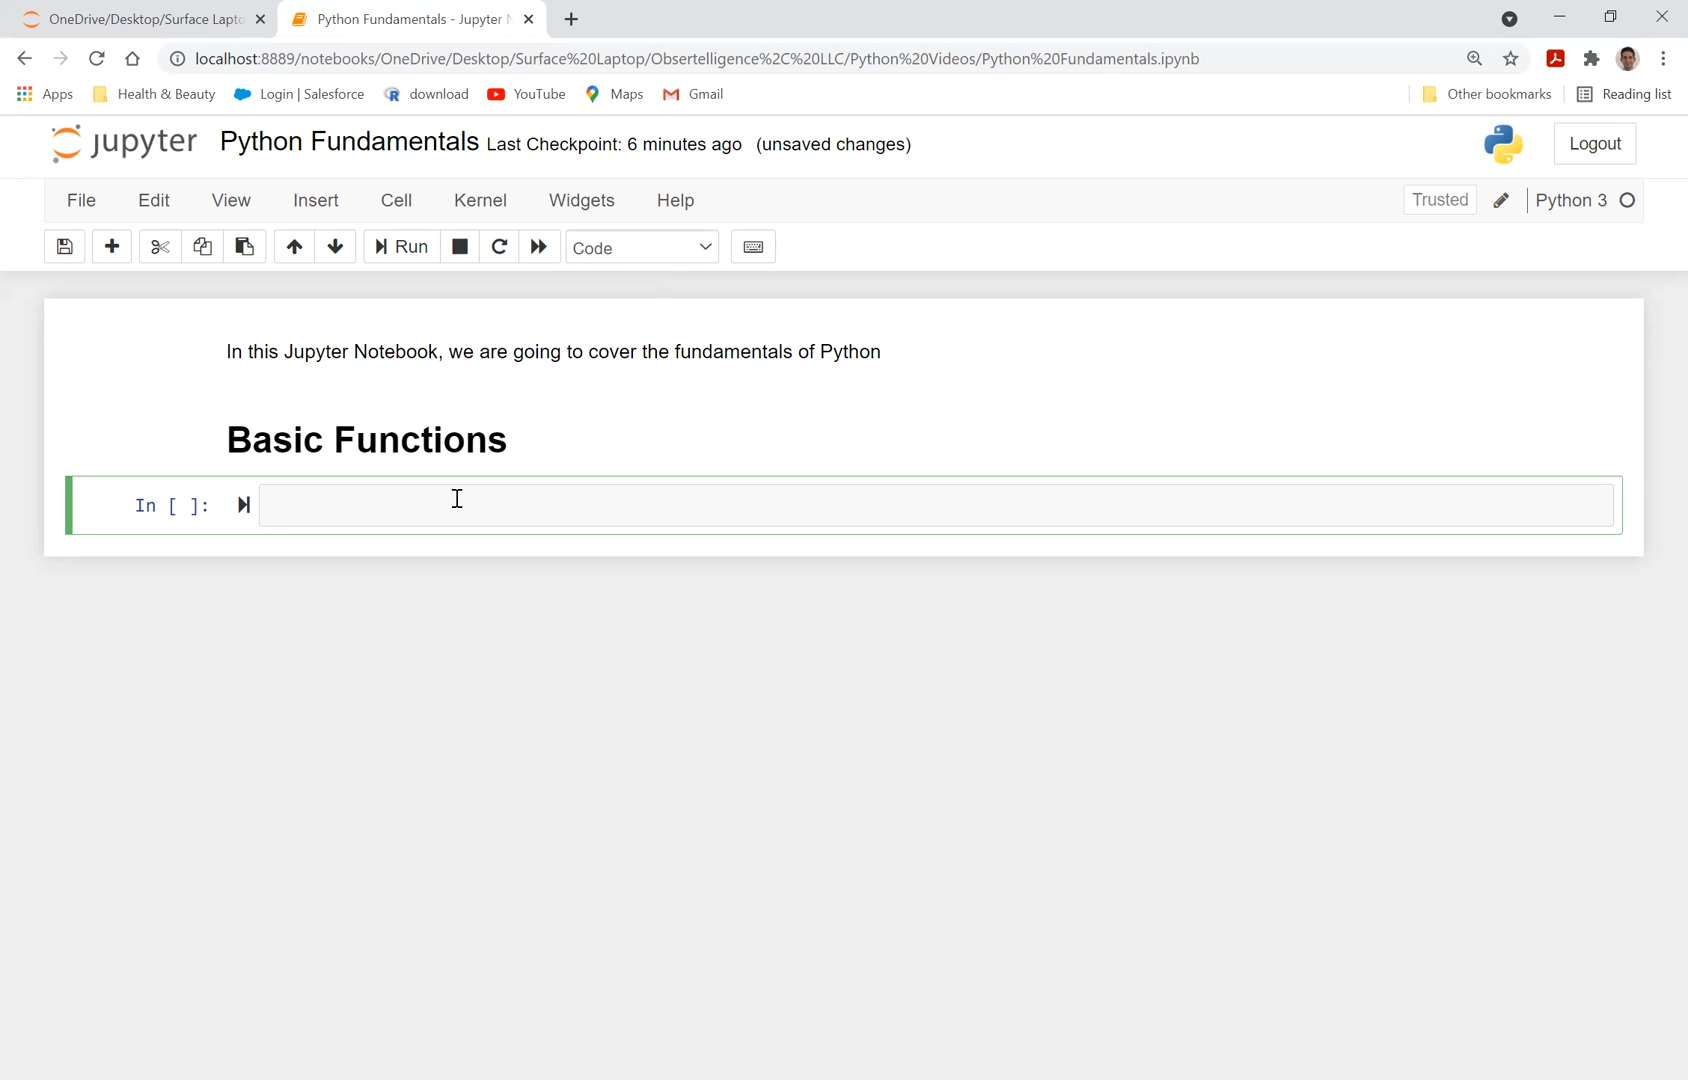 OneDrive/Desktop/Surface Lapto
Python Fundamentals - Jupyter N
localhost:8889/notebooks/OneDrive/Desktop/Surface%20Laptop/Obsertelligence%2C%20LLC/Python%20Videos/Python%20Fundamentals.ipynb
Apps Health & Beauty Login | Salesforce download YouTube Maps Gmail Other bookmarks Reading list
jupyter Python Fundamentals Last Checkpoint: 6 minutes ago (unsaved changes) Logout
File Edit View Insert Cell Kernel Widgets Help Trusted Python 3
Run Code
In this Jupyter Notebook, we are going to cover the fundamentals of Python
Basic Functions
In [ ]: